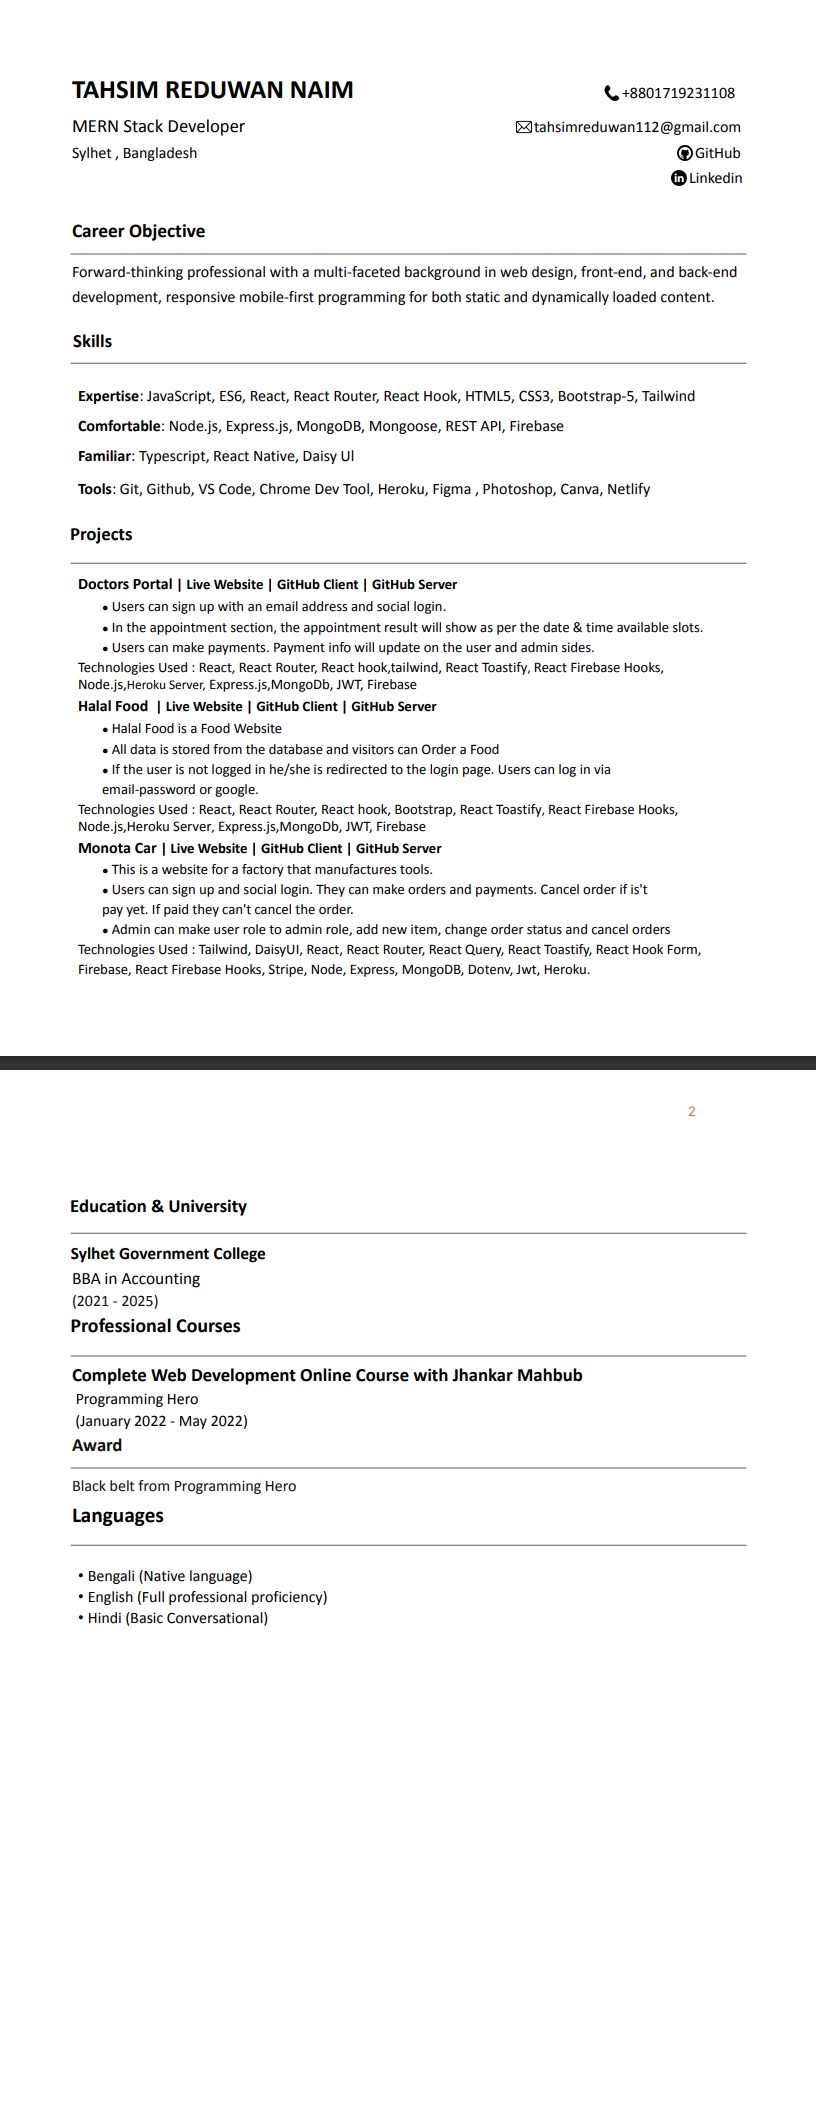 TAHSIM REDUWAN NAIM
+8801719231108
MERN Stack Developer
tahsimreduwan112@gmail.com
Sylhet , Bangladesh
GitHub
Linkedin
Career Objective
Forward-thinking professional with a multi-faceted background in web design, front-end, and back-end
development, responsive mobile-first programming for both static and dynamically loaded content.
Skills
Expertise: JavaScript, ES6, React, React Router, React Hook, HTML5, CSS3, Bootstrap-5, Tailwind
Comfortable: Node.js, Express.js, MongoDB, Mongoose, REST API, Firebase
Familiar: Typescript, React Native, Daisy Ul
Tools: Git, Github, VS Code, Chrome Dev Tool, Heroku, Figma , Photoshop, Canva, Netlify
Projects
Doctors Portal | Live Website | GitHub Client | GitHub Server
• Users can sign up with an email address and social login.
• In the appointment section, the appointment result will show as per the date & time available slots.
• Users can make payments. Payment info will update on the user and admin sides.
Technologies Used : React, React Router, React hook,tailwind, React Toastify, React Firebase Hooks,
Node.js,Heroku Server, Express.js,MongoDb, JWT, Firebase
Halal Food | Live Website | GitHub Client | GitHub Server
• Halal Food is a Food Website
• All data is stored from the database and visitors can Order a Food
• If the user is not logged in he/she is redirected to the login page. Users can log in via
email-password or google.
Technologies Used : React, React Router, React hook, Bootstrap, React Toastify, React Firebase Hooks,
Node.js,Heroku Server, Express.js,MongoDb, JWT, Firebase
Monota Car | Live Website | GitHub Client | GitHub Server
• This is a website for a factory that manufactures tools.
• Users can sign up and social login. They can make orders and payments. Cancel order if is't
pay yet. If paid they can't cancel the order.
• Admin can make user role to admin role, add new item, change order status and cancel orders
Technologies Used : Tailwind, DaisyUI, React, React Router, React Query, React Toastify, React Hook Form,
Firebase, React Firebase Hooks, Stripe, Node, Express, MongoDB, Dotenv, Jwt, Heroku.
2
Education & University
Sylhet Government College
BBA in Accounting
(2021 - 2025)
Professional Courses
Complete Web Development Online Course with Jhankar Mahbub
Programming Hero
(January 2022 - May 2022)
Award
Black belt from Programming Hero
Languages
• Bengali (Native language)
• English (Full professional proficiency)
• Hindi (Basic Conversational)